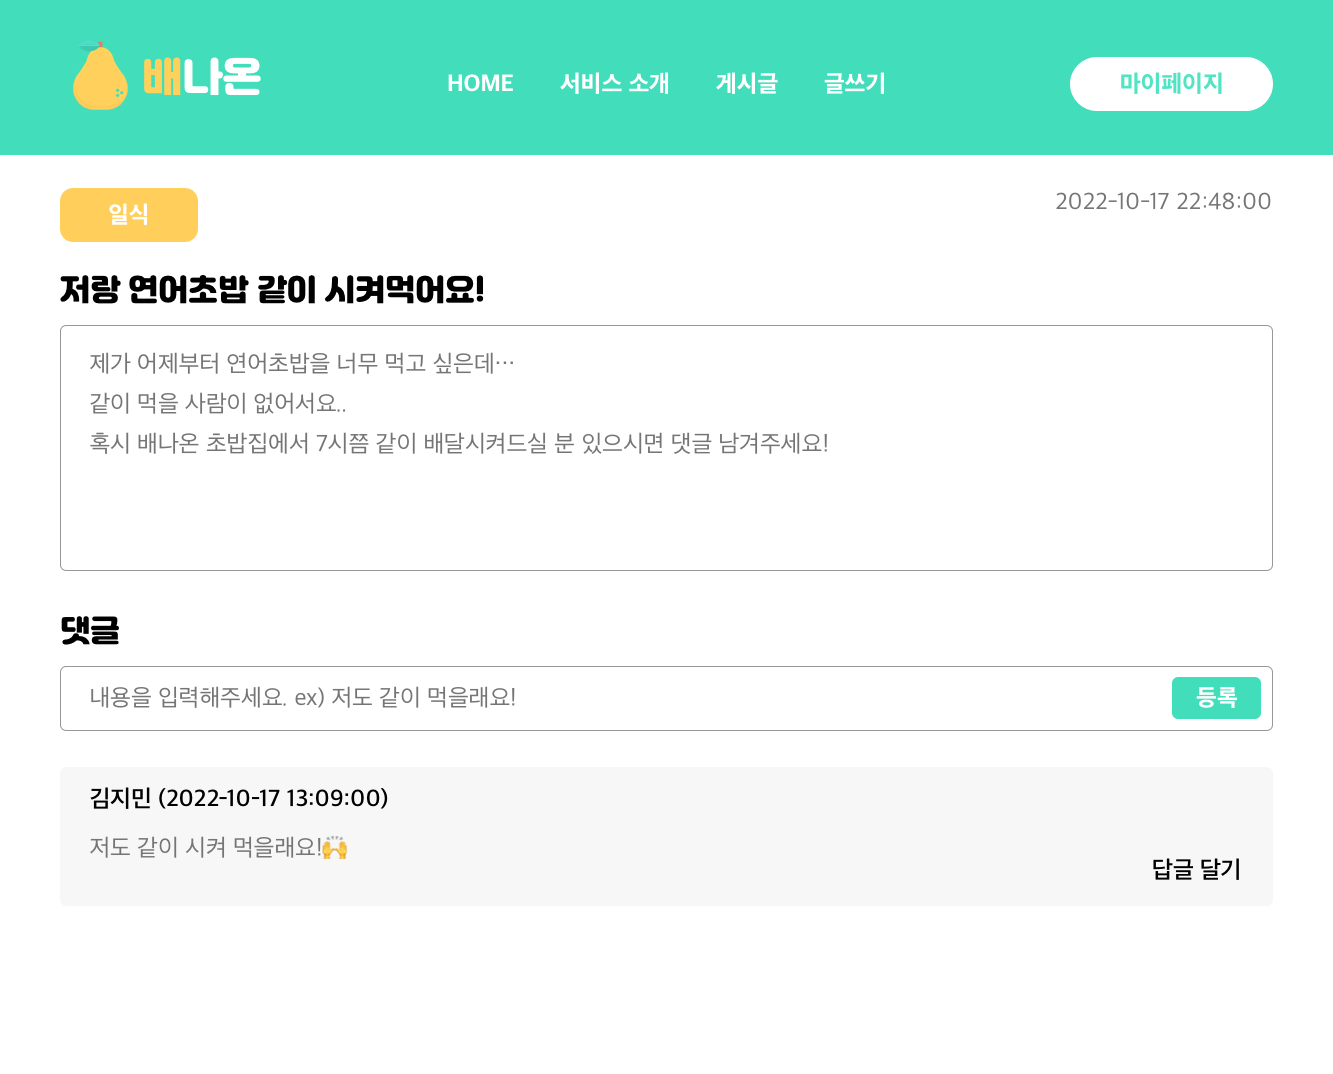 배나온
HOME 서비스 소개 게시글 글쓰기
마이페이지
일식
2022-10-17 22:48:00
저랑 연어초밥 같이 시켜먹어요!
제가 어제부터 연어초밥을 너무 먹고 싶은데…
같이 먹을 사람이 없어서요..
혹시 배나온 초밥집에서 7시쯤 같이 배달시켜드실 분 있으시면 댓글 남겨주세요!
댓글
내용을 입력해주세요. ex) 저도 같이 먹을래요!
등록
김지민 (2022-10-17 13:09:00)
저도 같이 시켜 먹을래요!🙌
답글 달기